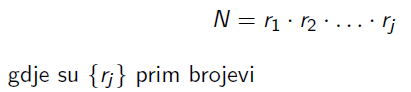 N = r₁ · r₂ · . . . · rⱼ
gdje su {rⱼ} prim brojevi